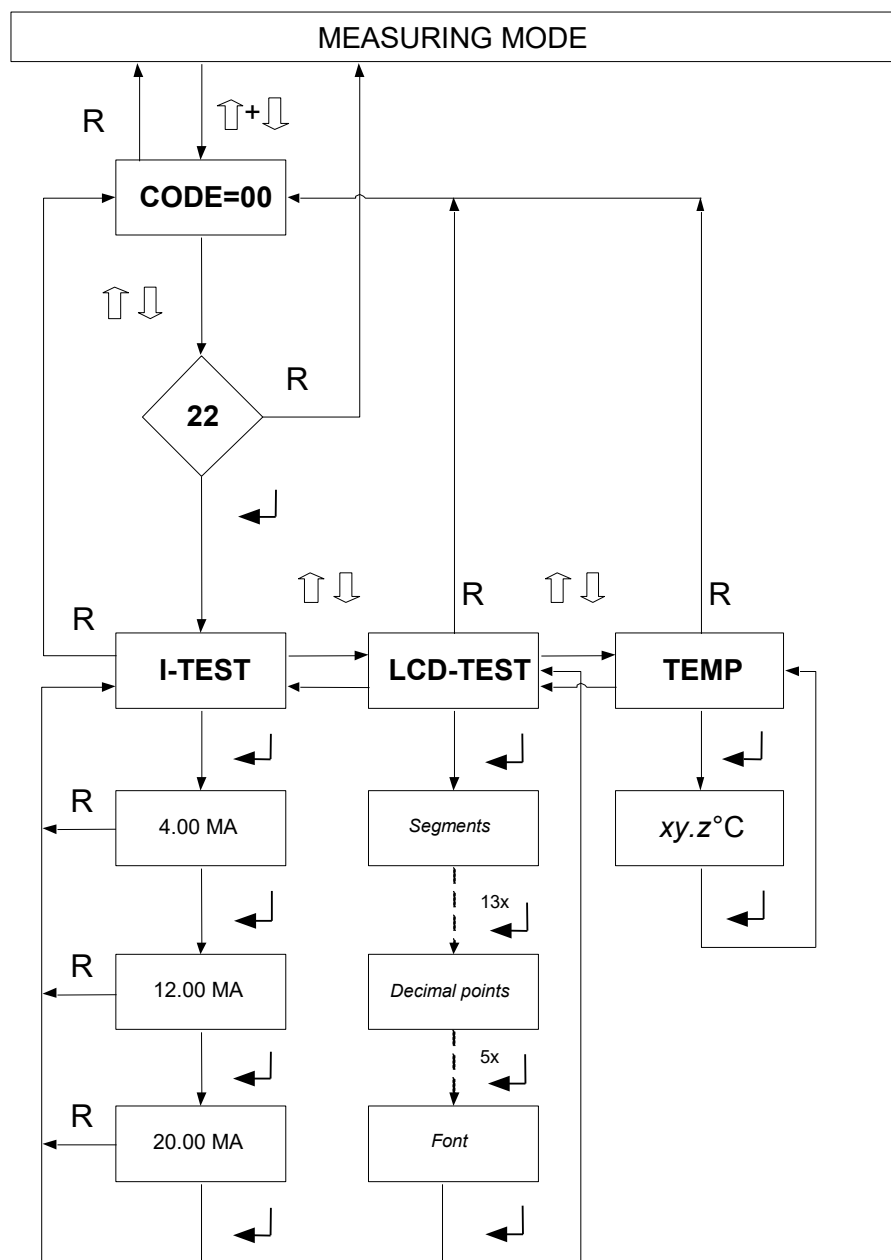 MEASURING MODE
R
+
CODE=00
R
22
R
R
R
I-TEST
LCD-TEST
TEMP
R
4.00 MA
Segments
xy.z°C
13x
R
12.00 MA
Decimal points
5x
R
20.00 MA
Font